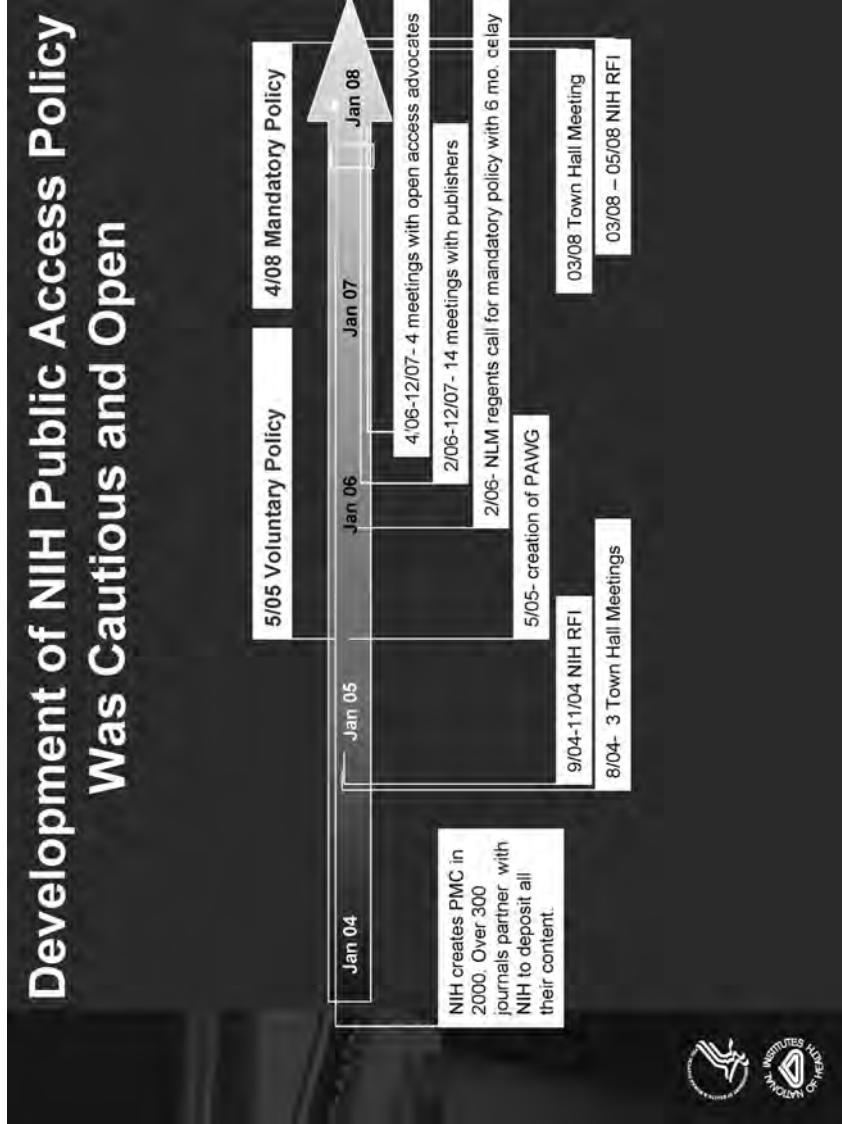 Development of NIH Public Access Policy
Was Cautious and Open
5/05 Voluntary Policy
4/08 Mandatory Policy
Jan 04
Jan 05
Jan 06
Jan 07
Jan 08
4/06-12/07- 4 meetings with open access advocates
2/06-12/07- 14 meetings with publishers
2/06- NLM regents call for mandatory policy with 6 mo. delay
5/05- creation of PAWG
9/04-11/04 NIH RFI
8/04- 3 Town Hall Meetings
03/08 Town Hall Meeting
03/08 – 05/08 NIH RFI
NIH creates PMC in
2000. Over 300
journals partner with
NIH to deposit all
their content.
NATIONAL INSTITUTES OF HEALTH